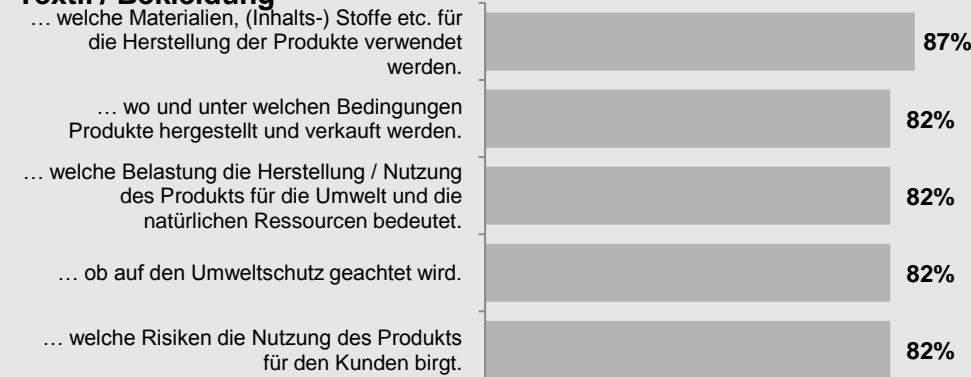 Textil / Bekleidung
… welche Materialien, (Inhalts-) Stoffe etc. für
die Herstellung der Produkte verwendet
werden.
87%
… wo und unter welchen Bedingungen
Produkte hergestellt und verkauft werden.
82%
… welche Belastung die Herstellung / Nutzung
des Produkts für die Umwelt und die
natürlichen Ressourcen bedeutet.
82%
… ob auf den Umweltschutz geachtet wird.
82%
… welche Risiken die Nutzung des Produkts
für den Kunden birgt.
82%